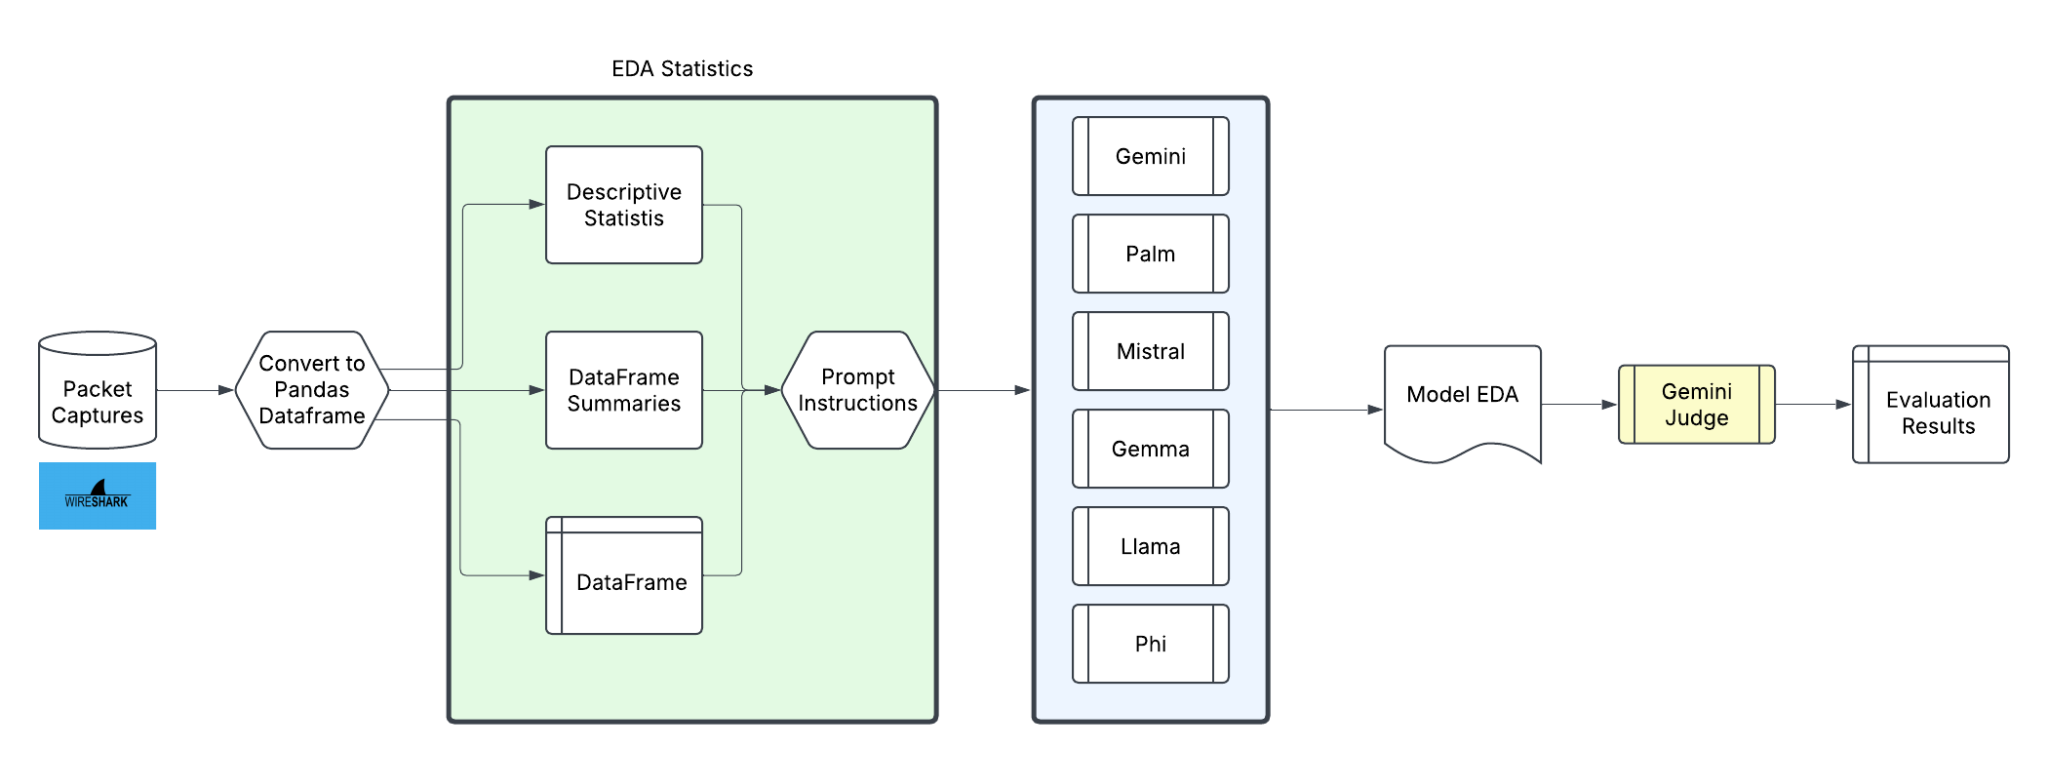 EDA Statistics
Packet
Captures
WIRESHARK
Convert to
Pandas
Dataframe
Descriptive
Statistis
DataFrame
Summaries
DataFrame
Prompt
Instructions
Gemini
Palm
Mistral
Gemma
Llama
Phi
Model EDA
Gemini
Judge
Evaluation
Results